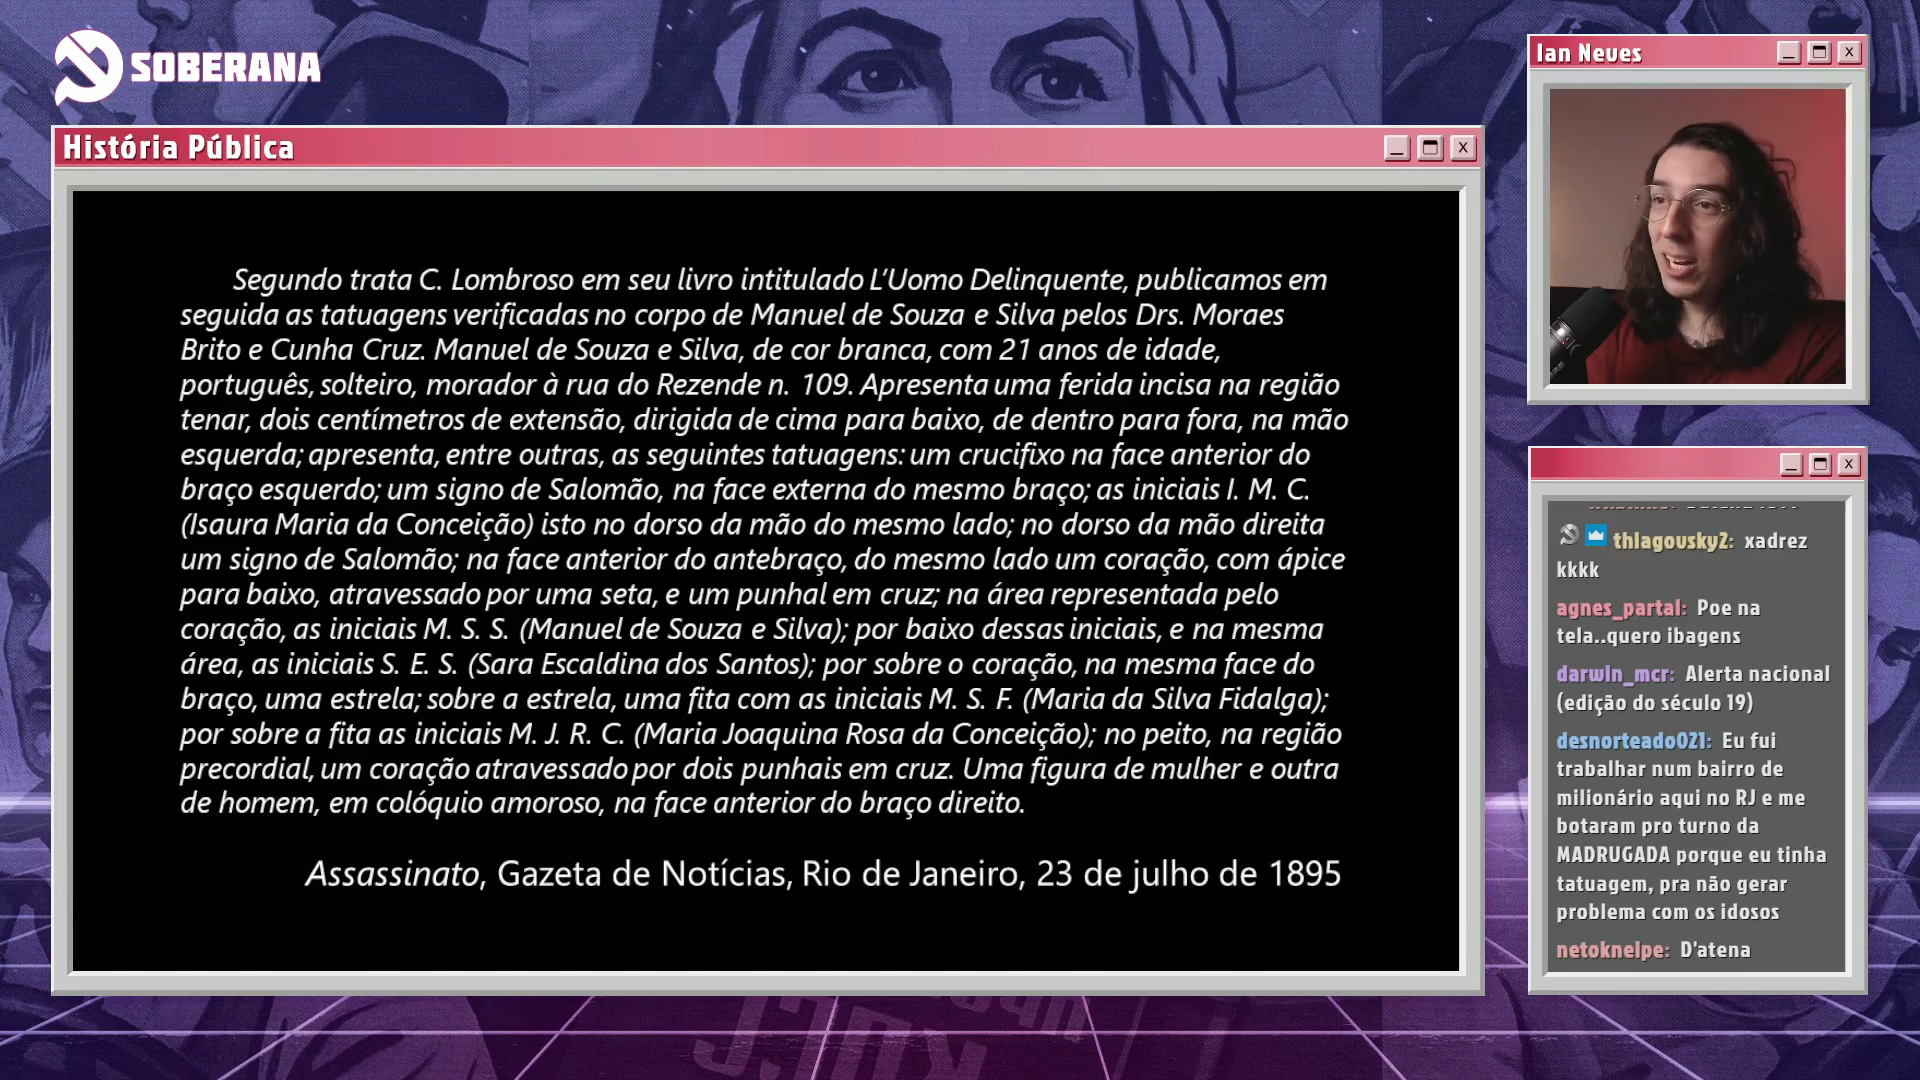 SOBERANA
Ian Neves
História Pública
Segundo trata C. Lombroso em seu livro intitulado L'Uomo Delinquente, publicamos em
seguida as tatuagens verificadas no corpo de Manuel de Souza e Silva pelos Drs. Moraes
Brito e Cunha Cruz. Manuel de Souza e Silva, de cor branca, com 21 anos de idade,
português, solteiro, morador à rua do Rezende n. 109. Apresenta uma ferida incisa na região
tenar, dois centímetros de extensão, dirigida de cima para baixo, de dentro para fora, na mão
esquerda; apresenta, entre outras, as seguintes tatuagens: um crucifixo na face anterior do
braço esquerdo; um signo de Salomão, na face externa do mesmo braço; as iniciais I. M. C.
(Isaura Maria da Conceição) isto no dorso da mão do mesmo lado; no dorso da mão direita
um signo de Salomão; na face anterior do antebraço, do mesmo lado um coração, com ápice
para baixo, atravessado por uma seta, e um punhal em cruz; na área representada pelo
coração, as iniciais M. S. S. (Manuel de Souza e Silva); por baixo dessas iniciais, e na mesma
área, as iniciais S. E. S. (Sara Escaldina dos Santos); por sobre o coração, na mesma face do
braço, uma estrela; sobre a estrela, uma fita com as iniciais M. S. F. (Maria da Silva Fidalga);
por sobre a fita as iniciais M. J. R. C. (Maria Joaquina Rosa da Conceição); no peito, na região
precordial, um coração atravessado por dois punhais em cruz. Uma figura de mulher e outra
de homem, em colóquio amoroso, na face anterior do braço direito.
Assassinato, Gazeta de Notícias, Rio de Janeiro, 23 de julho de 1895
thiagovsky2: xadrez
kkkk
agnes_partal: Poe na
tela..quero ibagens
darwin_mcr: Alerta nacional
(edição do século 19)
desnorteado021: Eu fui
trabalhar num bairro de
milionário aqui no RJ e me
botaram pro turno da
MADRUGADA porque eu tinha
tatuagem, pra não gerar
problema com os idosos
netoknelpe: D'atena